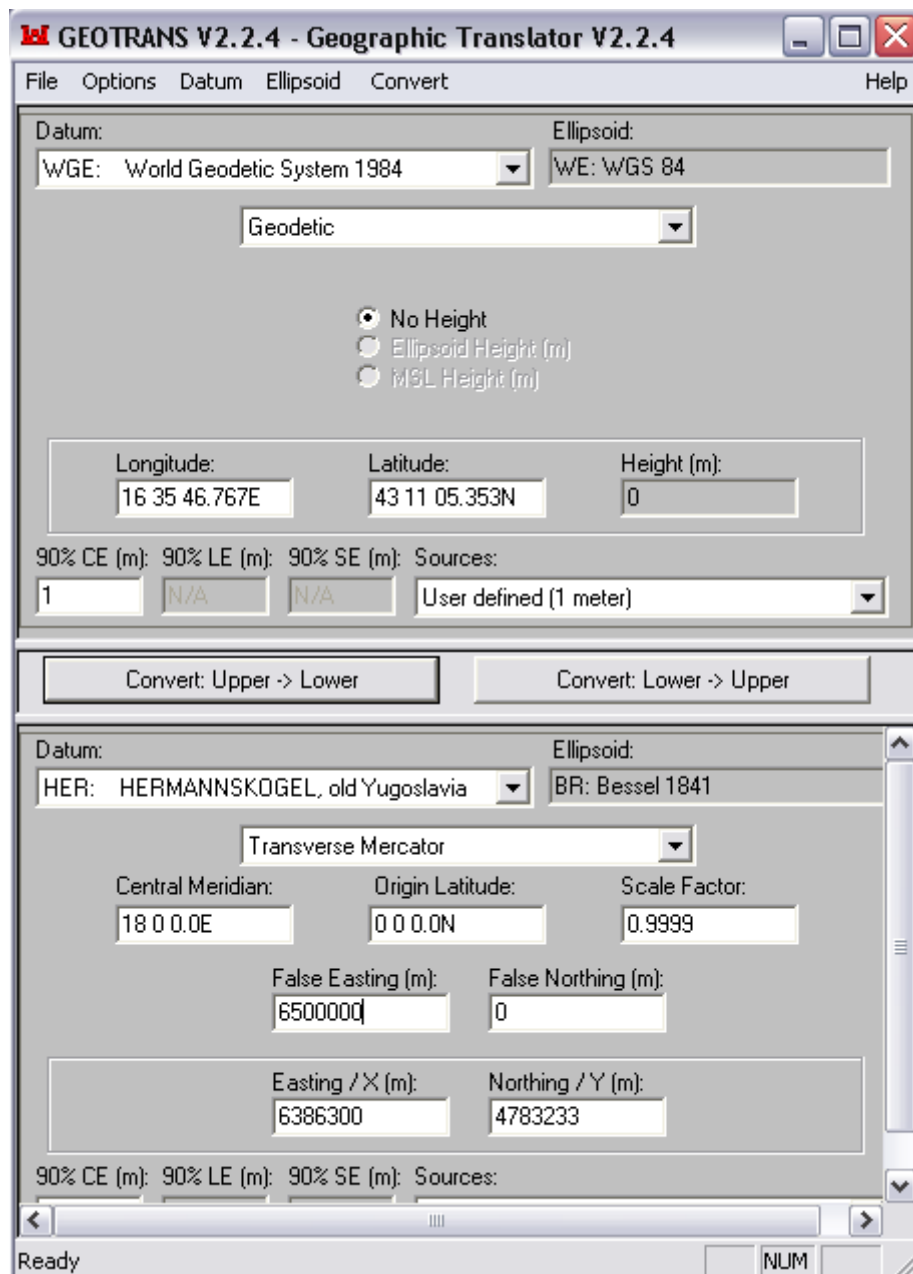 GEOTRANS V2.2.4 - Geographic Translator V2.2.4
File Options Datum Ellipsoid Convert Help
Datum: Ellipsoid:
WGE: World Geodetic System 1984 WE: WGS 84
Geodetic
No Height
Ellipsoid Height (m)
MSL Height (m)
Longitude: Latitude: Height (m):
16 35 46.767E 43 11 05.353N 0
90% CE (m): 90% LE (m): 90% SE (m): Sources:
1 N/A N/A User defined (1 meter)
Convert: Upper -> Lower Convert: Lower -> Upper
Datum: Ellipsoid:
HER: HERMANNSKOGEL, old Yugoslavia BR: Bessel 1841
Transverse Mercator
Central Meridian: Origin Latitude: Scale Factor:
18 0 0.0E 0 0 0.0N 0.9999
False Easting (m): False Northing (m):
6500000 0
Easting / X (m): Northing / Y (m):
6386300 4783233
90% CE (m): 90% LE (m): 90% SE (m): Sources:
Ready NUM